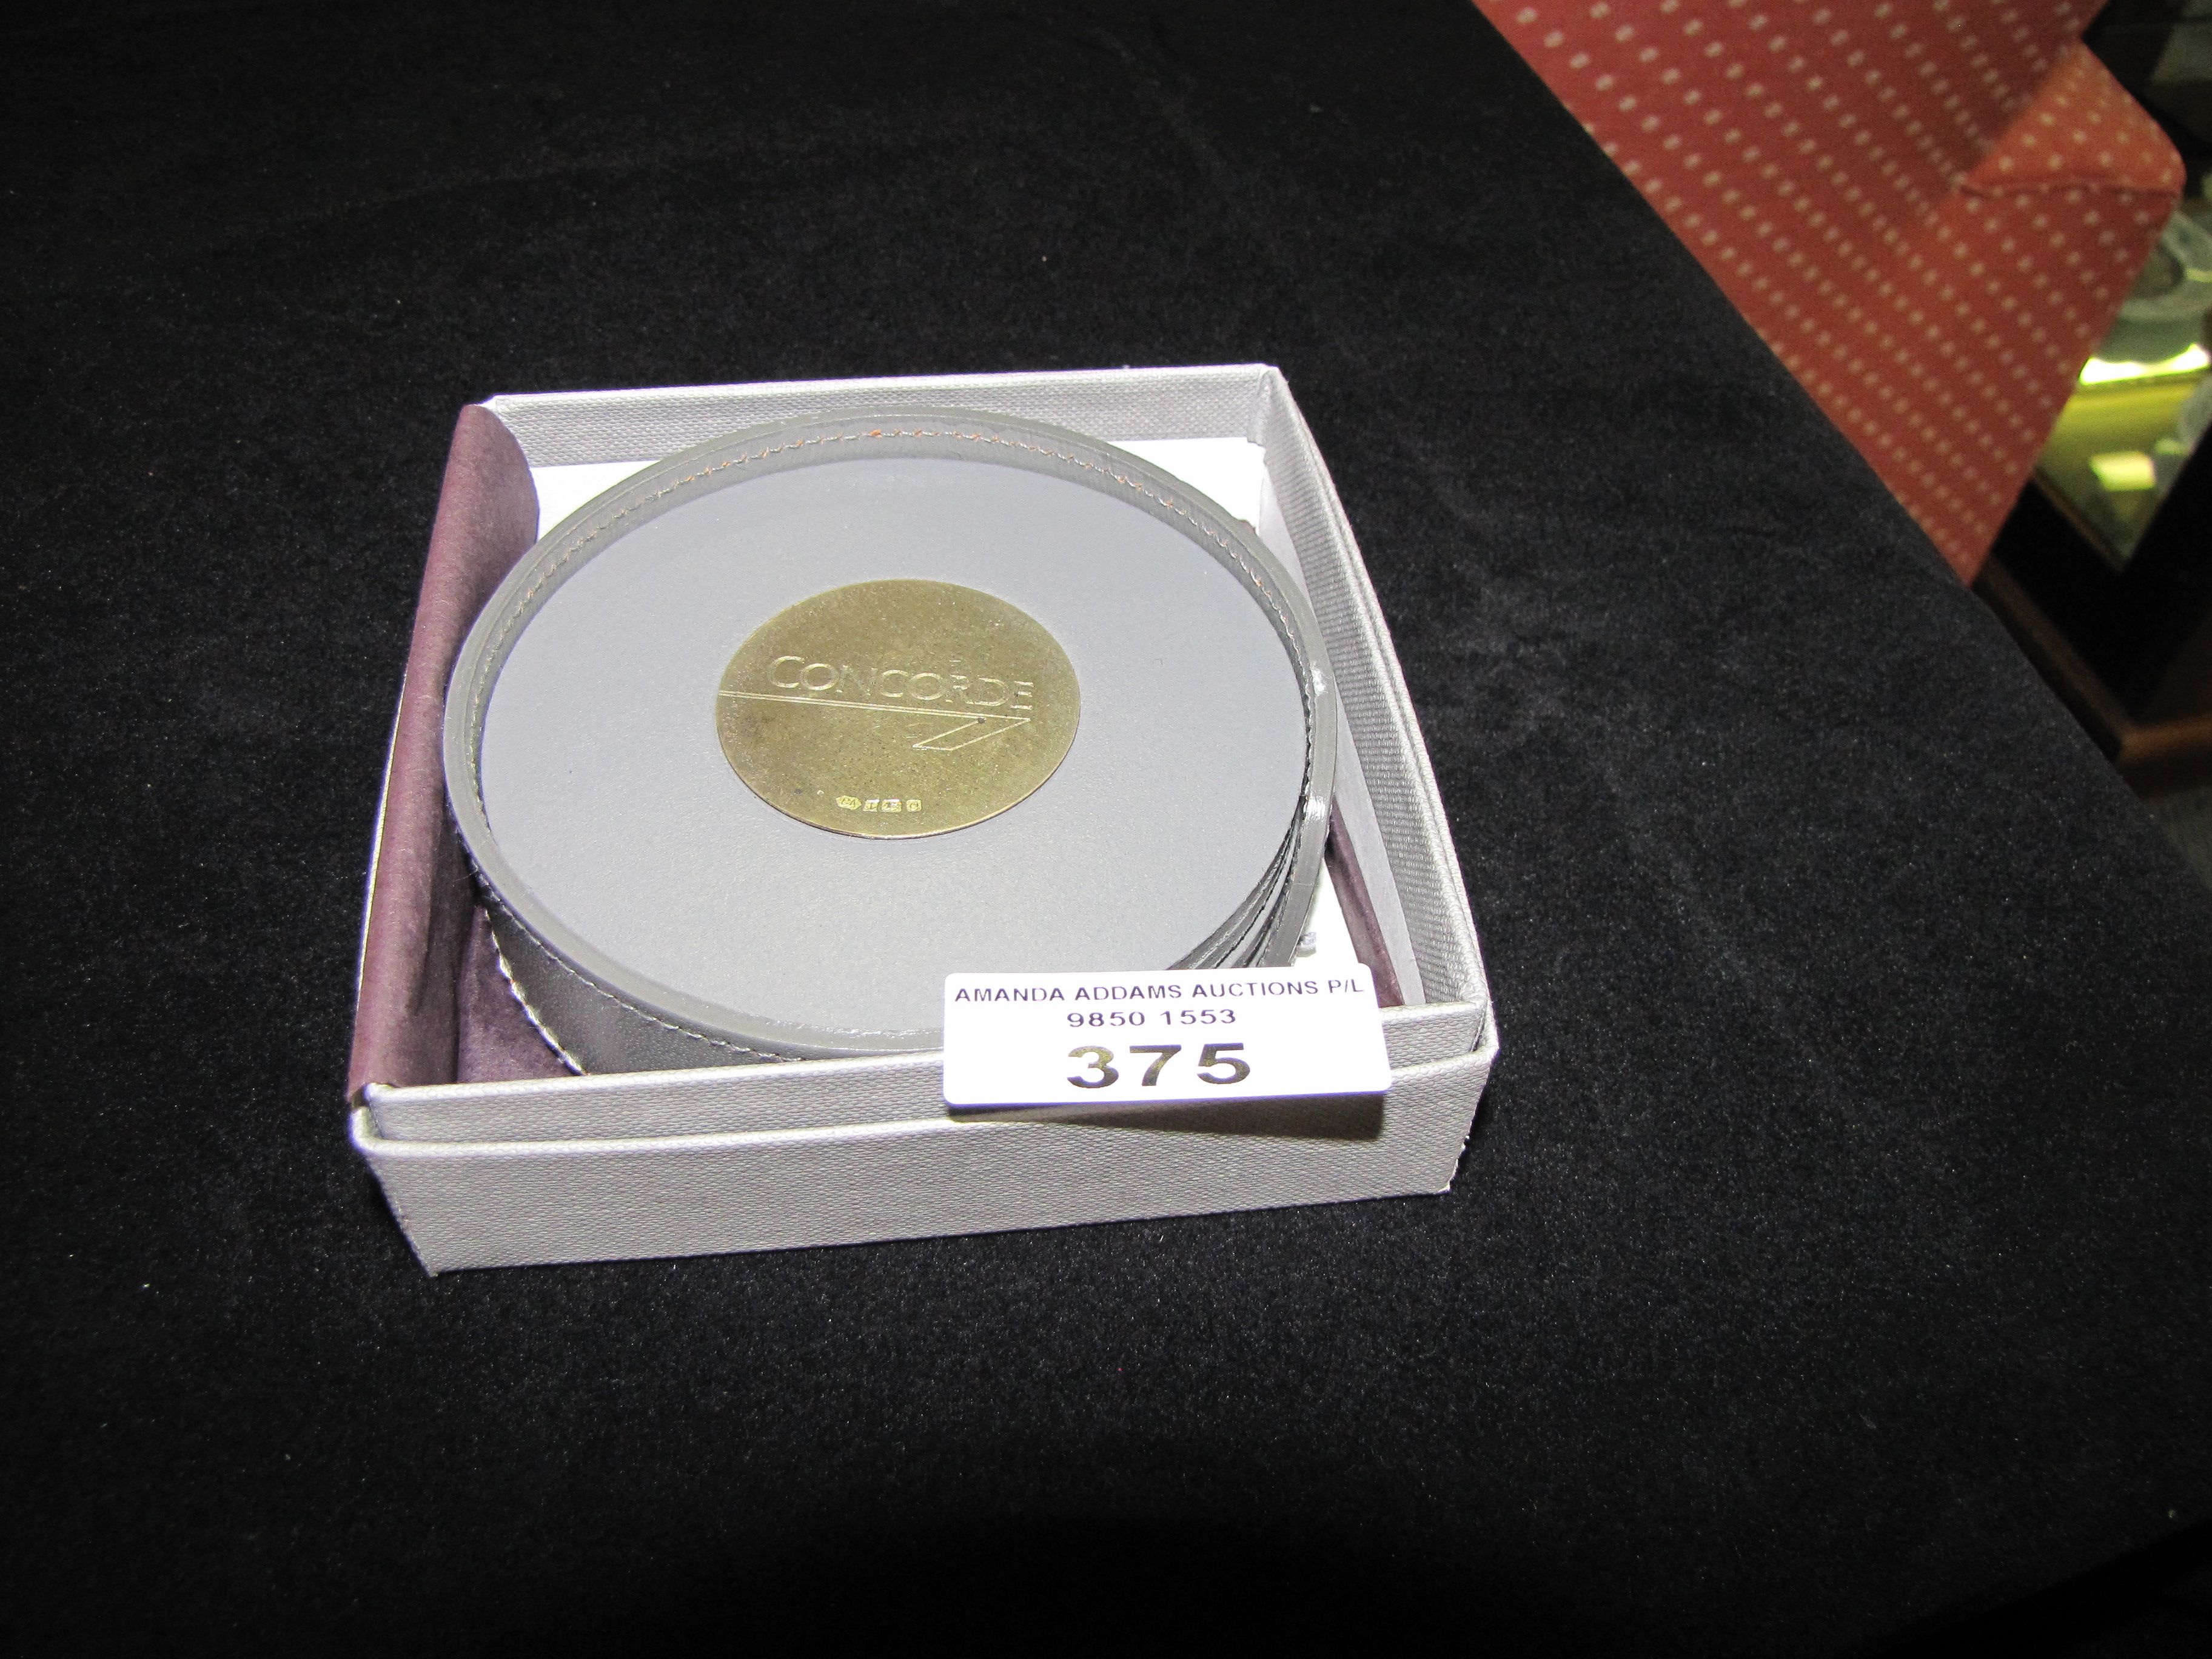 CONCORDE
AMANDA ADDAMS AUCTIONS P/L
9850 1553
375